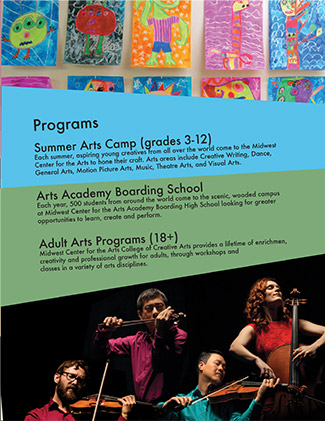 Programs
Summer Arts Camp (grades 3-12)
Each summer, aspiring young creatives from all over the world come to the Midwest
Center for the Arts to hone their craft. Arts areas include Creative Writing, Dance,
General Arts, Motion Picture Arts, Music, Theatre Arts, and Visual Arts.
Arts Academy Boarding School
Each year, 500 students from around the world come to the scenic, wooded campus
at Midwest Center for the Arts Academy Boarding High School looking for greater
opportunities to learn, create and perform.
Adult Arts Programs (18+)
Midwest Center for the Arts College of Creative Arts provides a lifetime of enrichmen,
creativity and professional growth for adults, through workshops and
classes in a variety of arts disciplines.